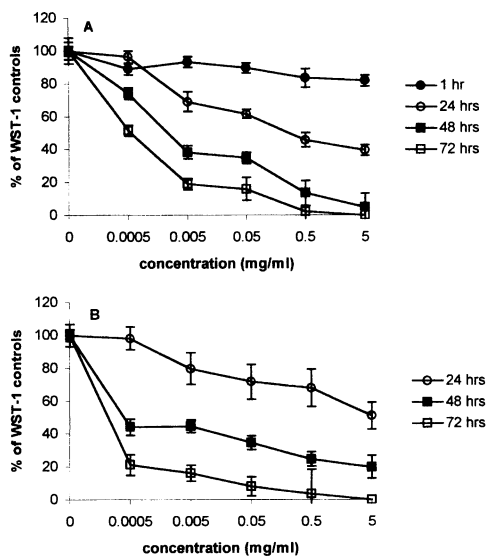 A
120
100
80
60
40
20
0
% of WST-1 controls
0 0.0005 0.005 0.05 0.5 5
concentration (mg/ml)
1 hr
24 hrs
48 hrs
72 hrs
B
120
100
80
60
40
20
0
% of WST-1 controls
0 0.0005 0.005 0.05 0.5 5
concentration (mg/ml)
24 hrs
48 hrs
72 hrs